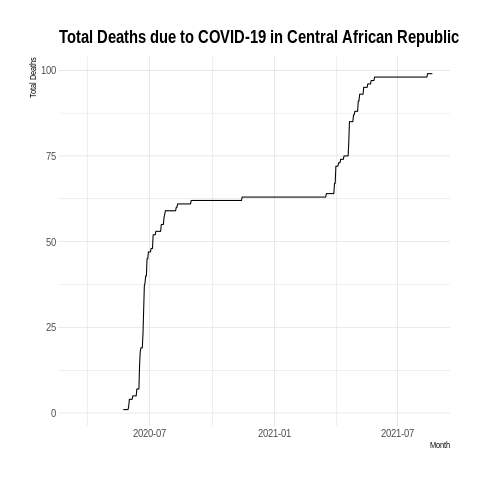 Total Deaths due to COVID-19 in Central African Republic
Total Deaths
100
75
50
25
0
2020-07 2021-01 2021-07
Month